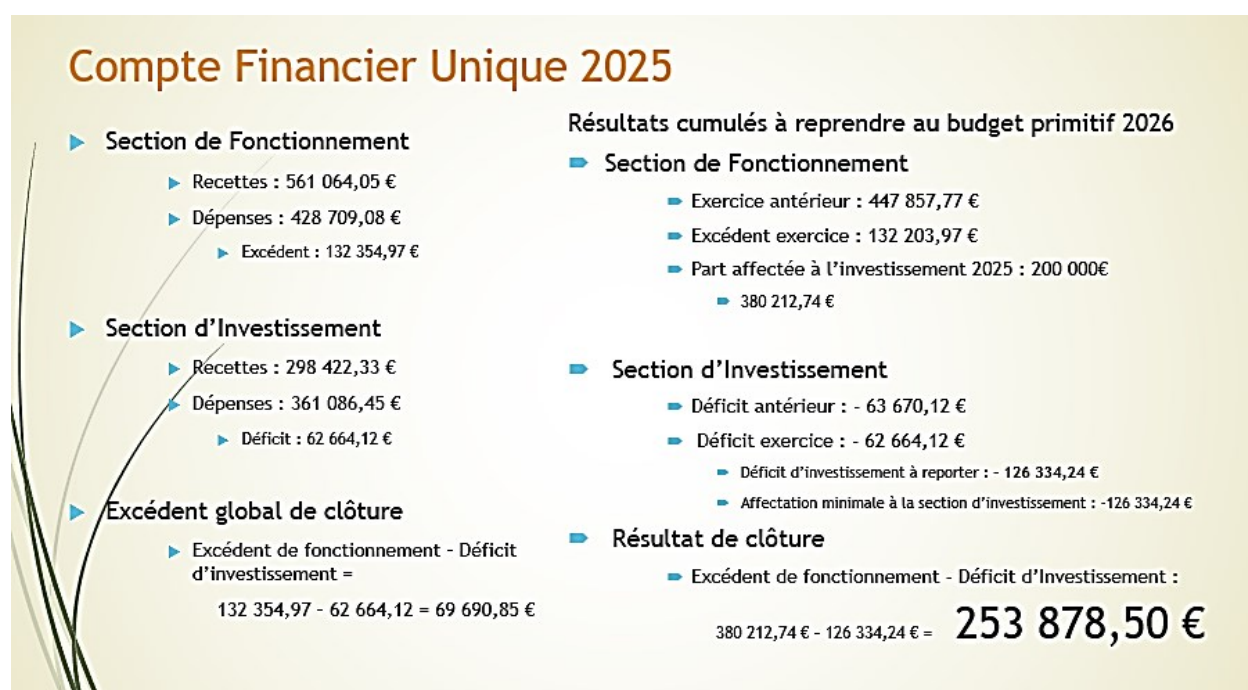 Compte Financier Unique 2025
Section de Fonctionnement
Recettes : 561 064,05 €
Dépenses : 428 709,08 €
Excédent : 132 354,97 €
Section d'Investissement
Recettes : 298 422,33 €
Dépenses : 361 086,45 €
Déficit : 62 664,12 €
Excédent global de clôture
Excédent de fonctionnement - Déficit
d'investissement =
132 354,97 - 62 664,12 = 69 690,85 €
Résultats cumulés à reprendre au budget primitif 2026
Section de Fonctionnement
Exercice antérieur : 447 857,77 €
Excédent exercice : 132 203,97 €
Part affectée à l'investissement 2025 : 200 000€
380 212,74 €
Section d'Investissement
Déficit antérieur : - 63 670,12 €
Déficit exercice : - 62 664,12 €
Déficit d'investissement à reporter : - 126 334,24 €
Affectation minimale à la section d'investissement : -126 334,24 €
Résultat de clôture
Excédent de fonctionnement - Déficit d'Investissement :
380 212,74 € - 126 334,24 € = 253 878,50 €